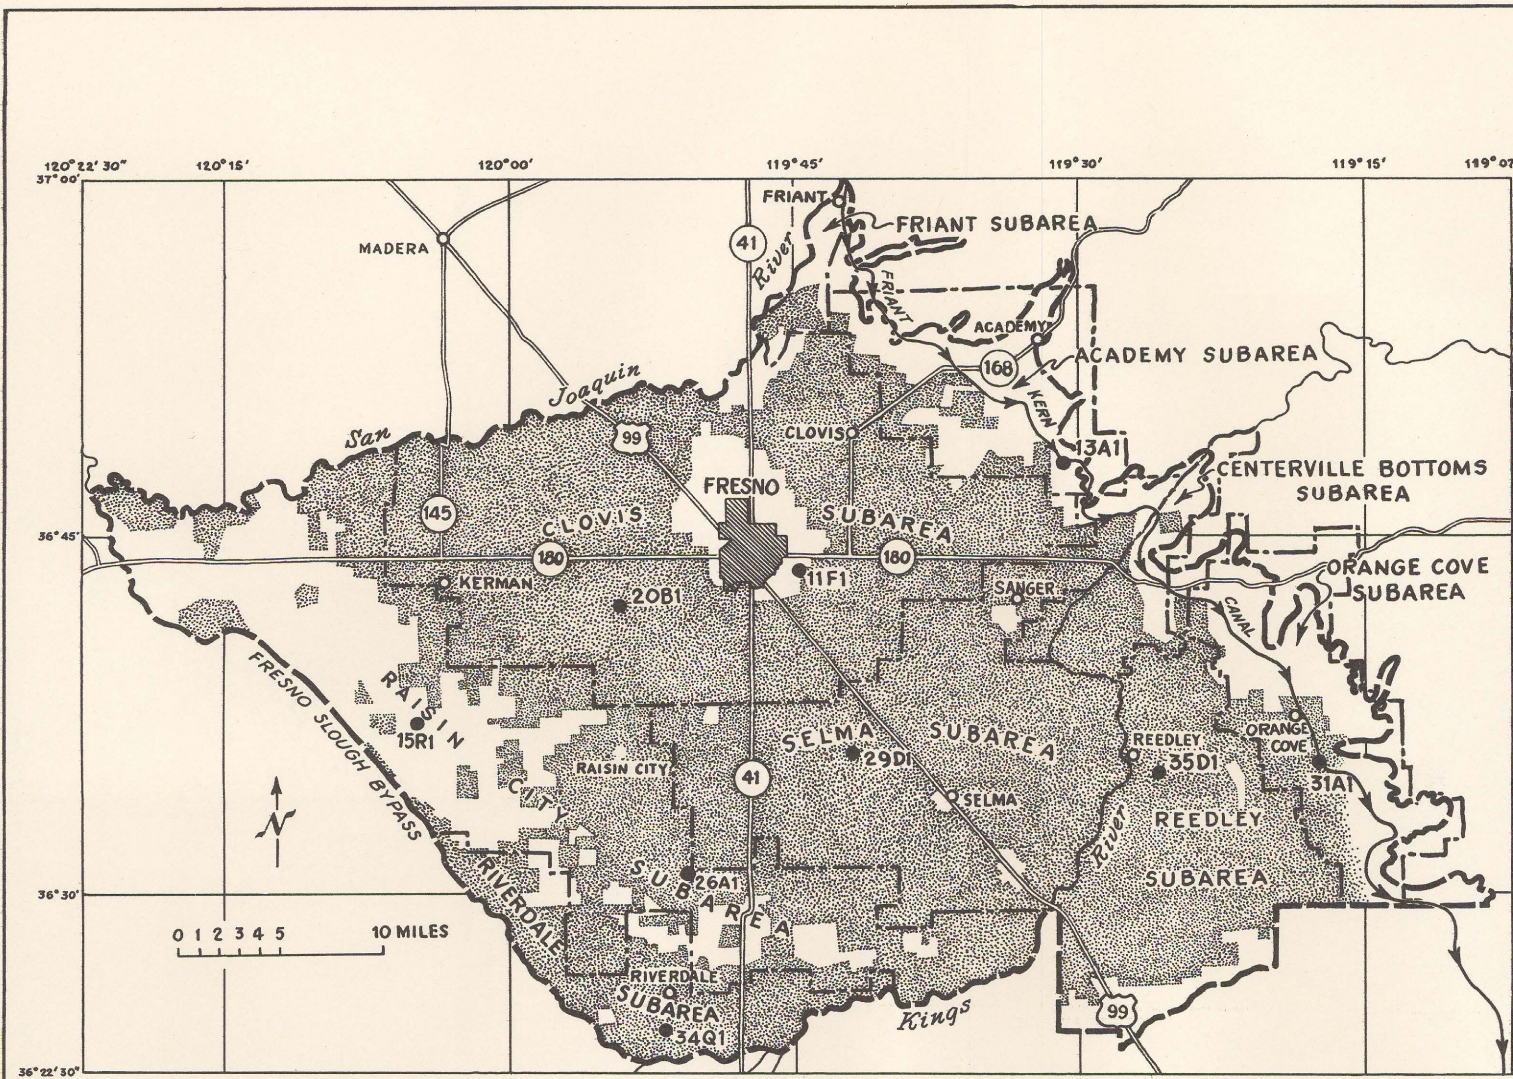 120°22'30"
120°15'
120°00'
119°45'
119°30'
119°15'
37°00'
FRIANT
FRIANT SUBAREA
MADERA
41
River
FRIANT
ACADEMY
ACADEMY SUBAREA
168
KERN
Joaquin
San
99
CLOVIS
13A1
CENTERVILLE BOTTOMS
SUBAREA
FRESNO
145
CLOVIS
SUBAREA
36°45'
180
180
ORANGE COVE
SUBAREA
KERMAN
11F1
20B1
SANGER
CANAL
FRESNO SLOUGH BYPASS
RAISIN
15R1
CITY
SUBAREA
RAISIN CITY
SELMA
SUBAREA
29D1
REEDLEY
35D1
ORANGE
COVE
31A1
41
SELMA
River
REEDLEY
SUBAREA
26A1
36°30'
RIVERDALE
0 1 2 3 4 5 10 MILES
RIVERDALE
SUBAREA
34Q1
Kings
99
36°22'30"